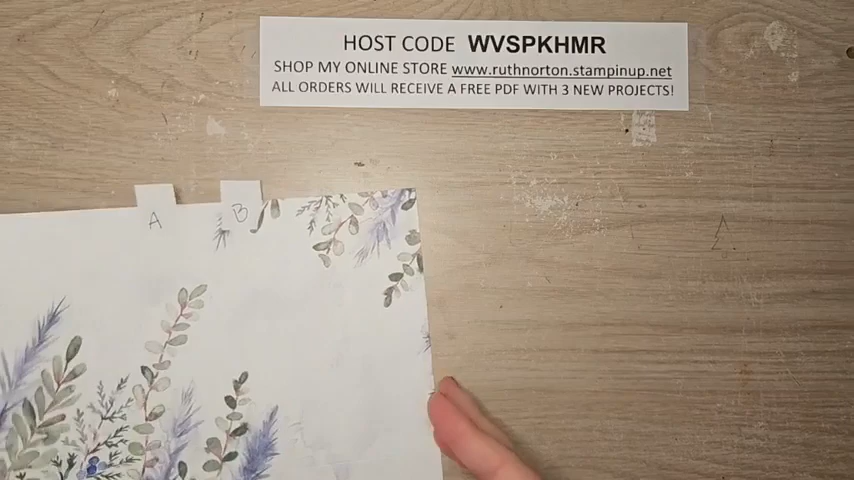 HOST CODE WVSPKHMR
SHOP MY ONLINE STORE www.ruthnorton.stampinup.net
ALL ORDERS WILL RECEIVE A FREE PDF WITH 3 NEW PROJECTS!
A B